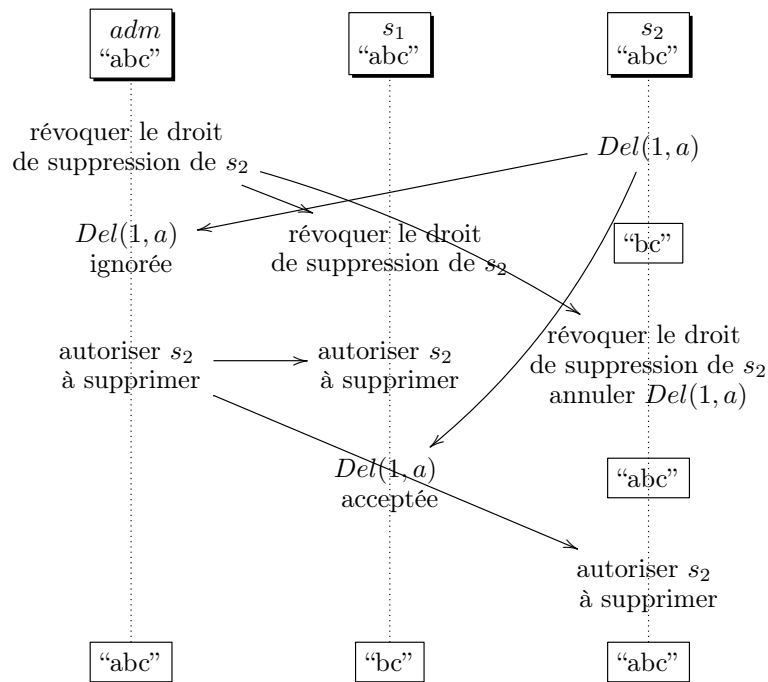 adm
“abc”
s₁
“abc”
s₂
“abc”
révoquer le droit
de suppression de s₂
Del(1, a)
Del(1, a)
ignorée
révoquer le droit
de suppression de s₂
“bc”
autoriser s₂
à supprimer
autoriser s₂
à supprimer
révoquer le droit
de suppression de s₂
annuler Del(1, a)
Del(1, a)
acceptée
“abc”
autoriser s₂
à supprimer
“abc”
“bc”
“abc”